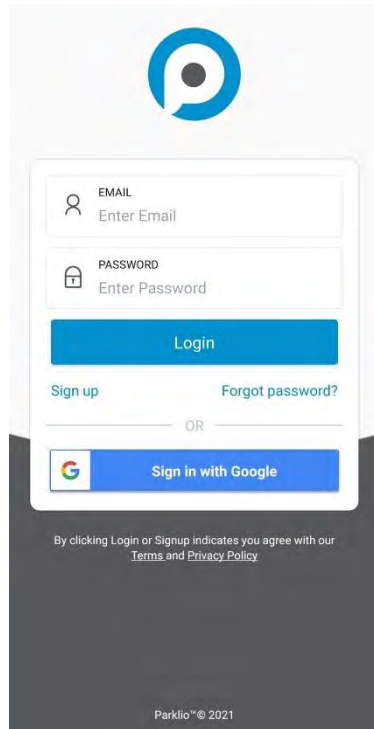 EMAIL
Enter Email
PASSWORD
Enter Password
Login
Sign up
Forgot password?
OR
Sign in with Google
By clicking Login or Signup indicates you agree with our
Terms and Privacy Policy
Parklio™© 2021